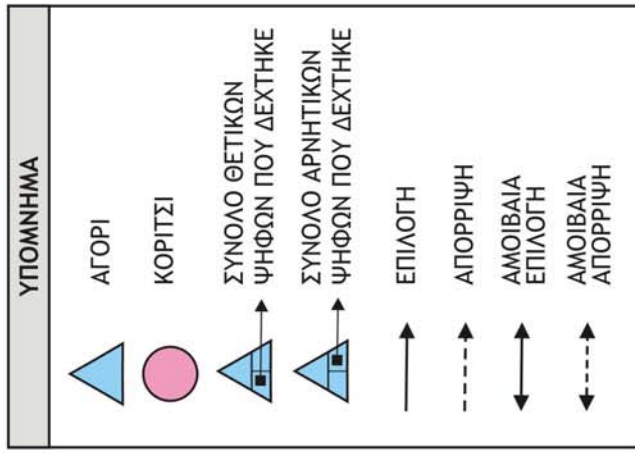 ΥΠΟΜΝΗΜΑ
ΑΓΟΡΙ
ΚΟΡΙΤΣΙ
ΣΥΝΟΛΟ ΘΕΤΙΚΩΝ
ΨΗΦΩΝ ΠΟΥ ΔΕΧΤΗΚΕ
ΣΥΝΟΛΟ ΑΡΝΗΤΙΚΩΝ
ΨΗΦΩΝ ΠΟΥ ΔΕΧΤΗΚΕ
ΕΠΙΛΟΓΗ
ΑΠΟΡΡΙΨΗ
ΑΜΟΙΒΑΙΑ
ΕΠΙΛΟΓΗ
ΑΜΟΙΒΑΙΑ
ΑΠΟΡΡΙΨΗ